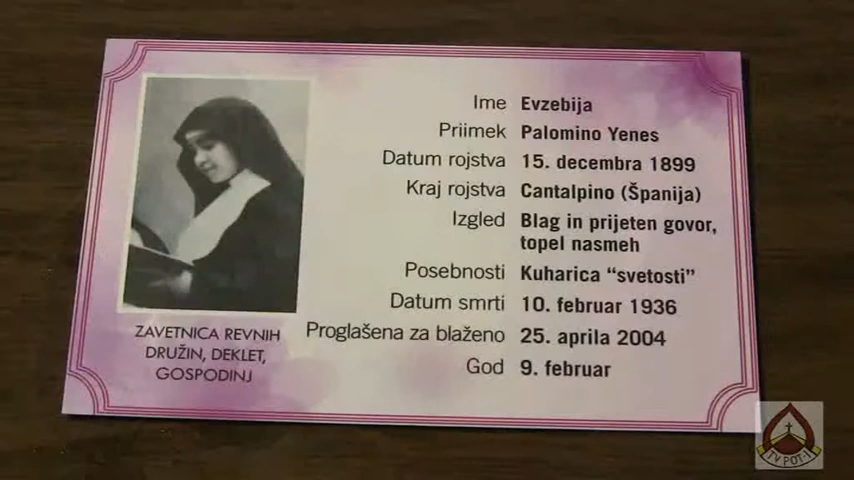 Ime Evzebija
Priimek Palomino Yenes
Datum rojstva 15. decembra 1899
Kraj rojstva Cantalpino (Španija)
Izgled Blag in prijeten govor,
topel nasmeh
Posebnosti Kuharica “svetosti”
Datum smrti 10. februar 1936
Proglašena za blaženo 25. aprila 2004
God 9. februar
ZAVETNICA REVNIH
DRUŽIN, DEKLET,
GOSPODINJ
TV POT-1